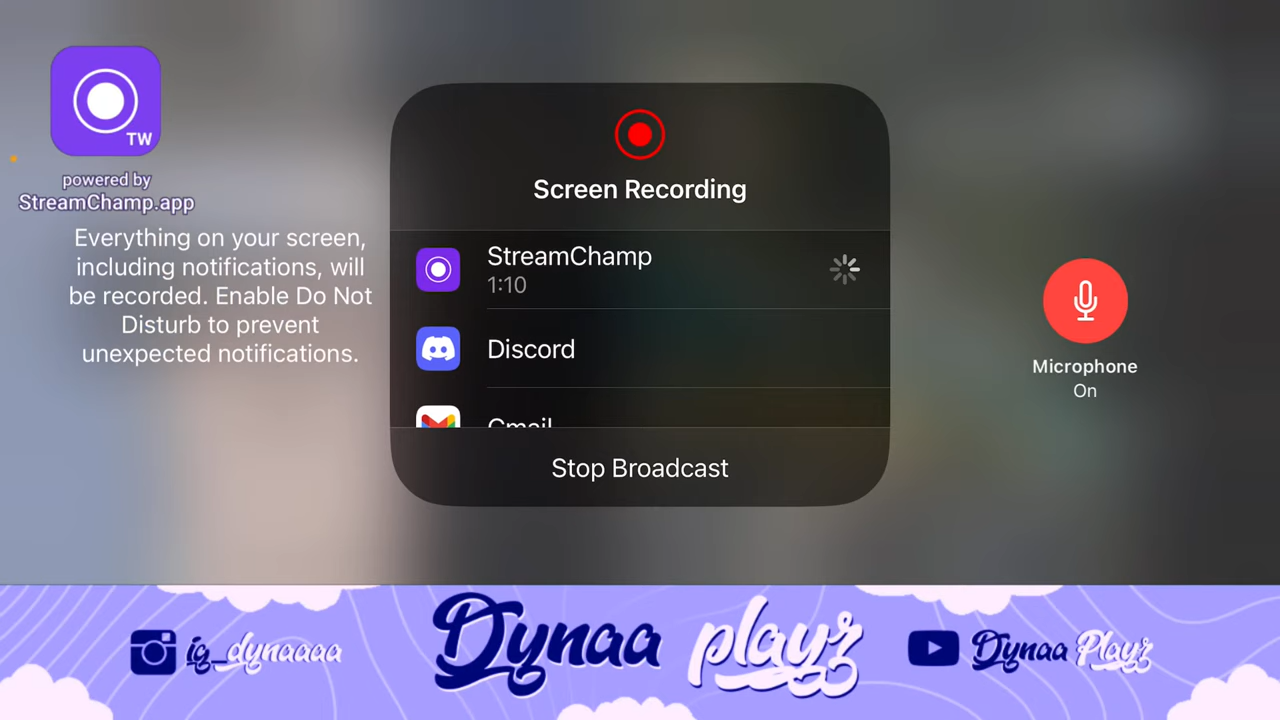 TW
powered by
StreamChamp.app
Everything on your screen,
including notifications, will
be recorded. Enable Do Not
Disturb to prevent
unexpected notifications.
Screen Recording
StreamChamp
1:10
Discord
Gmail
Stop Broadcast
Microphone
On
ig_dynaaaa
Dynaa playz
Dynaa Playz